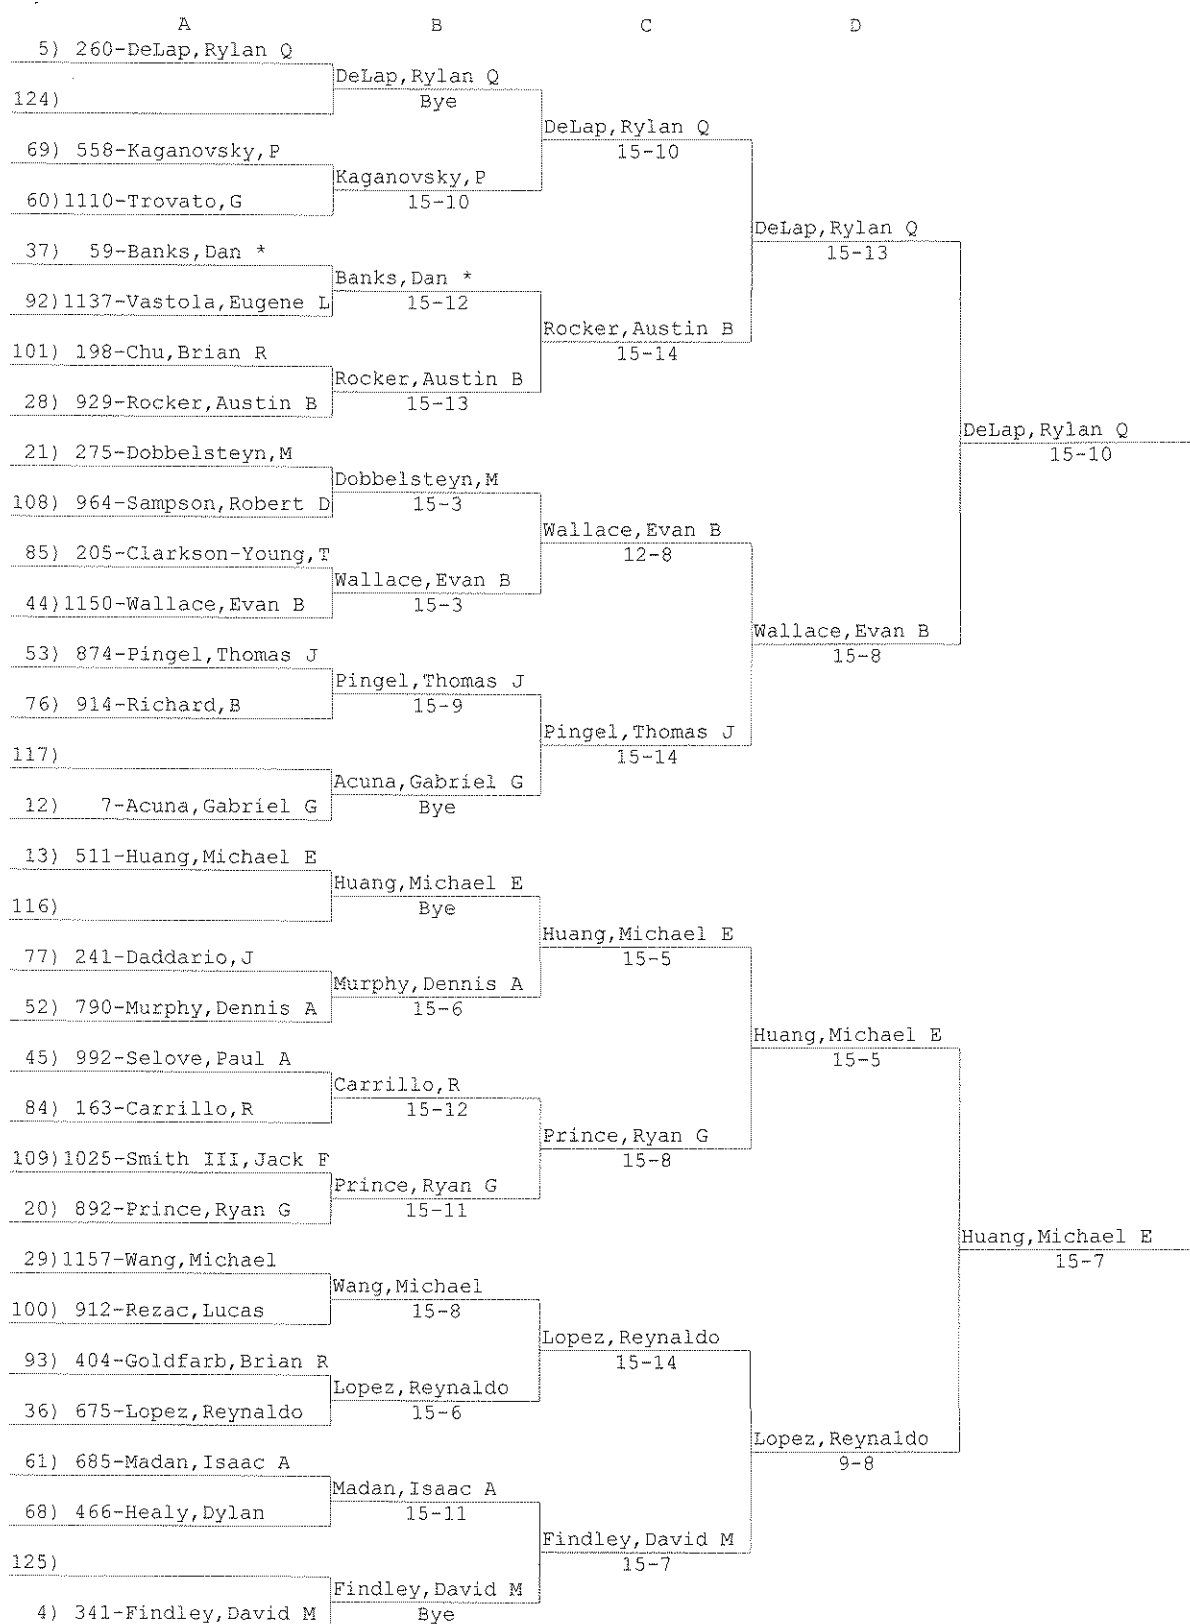 A B C D
5) 260-DeLap,Rylan Q
DeLap,Rylan Q
124) Bye
DeLap,Rylan Q
69) 558-Kaganovsky,P 15-10
Kaganovsky,P
60)1110-Trovato,G 15-10
DeLap,Rylan Q
37) 59-Banks,Dan * 15-13
Banks,Dan *
92)1137-Vastola,Eugene L 15-12
Rocker,Austin B
101) 198-Chu,Brian R 15-14
Rocker,Austin B
28) 929-Rocker,Austin B 15-13
DeLap,Rylan Q
21) 275-Dobbelsteyn,M 15-10
Dobbelsteyn,M
108) 964-Sampson,Robert D 15-3
Wallace,Evan B
85) 205-Clarkson-Young,T 12-8
Wallace,Evan B
44)1150-Wallace,Evan B 15-3
Wallace,Evan B
53) 874-Pingel,Thomas J 15-8
Pingel,Thomas J
76) 914-Richard,B 15-9
Pingel,Thomas J
117) 15-14
Acuna,Gabriel G
12) 7-Acuna,Gabriel G Bye
13) 511-Huang,Michael E
Huang,Michael E
116) Bye
Huang,Michael E
77) 241-Daddario,J 15-5
Murphy,Dennis A
52) 790-Murphy,Dennis A 15-6
Huang,Michael E
45) 992-Selove,Paul A 15-5
Carrillo,R
84) 163-Carrillo,R 15-12
Prince,Ryan G
109)1025-Smith III,Jack F 15-8
Prince,Ryan G
20) 892-Prince,Ryan G 15-11
Huang,Michael E
29)1157-Wang,Michael 15-7
Wang,Michael
100) 912-Rezac,Lucas 15-8
Lopez,Reynaldo
93) 404-Goldfarb,Brian R 15-14
Lopez,Reynaldo
36) 675-Lopez,Reynaldo 15-6
Lopez,Reynaldo
61) 685-Madan,Isaac A 9-8
Madan,Isaac A
68) 466-Healy,Dylan 15-11
Findley,David M
125) 15-7
Findley,David M
4) 341-Findley,David M Bye